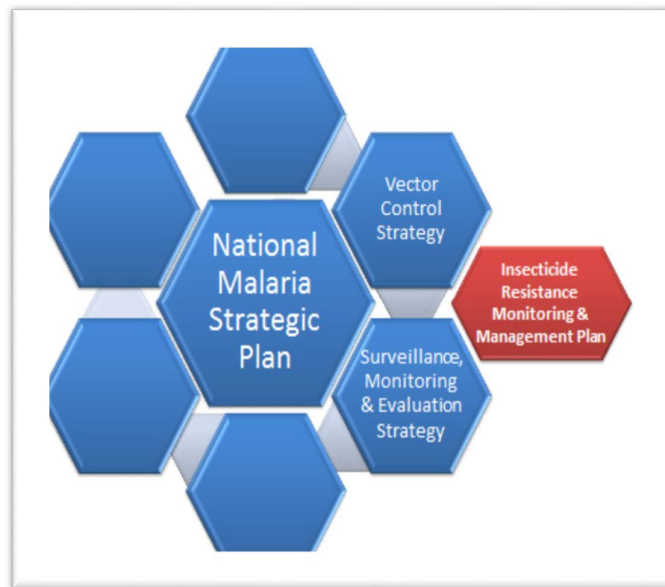 Vector
Control
Strategy
National
Malaria
Strategic
Plan
Insecticide
Resistance
Monitoring &
Management Plan
Surveillance,
Monitoring
& Evaluation
Strategy